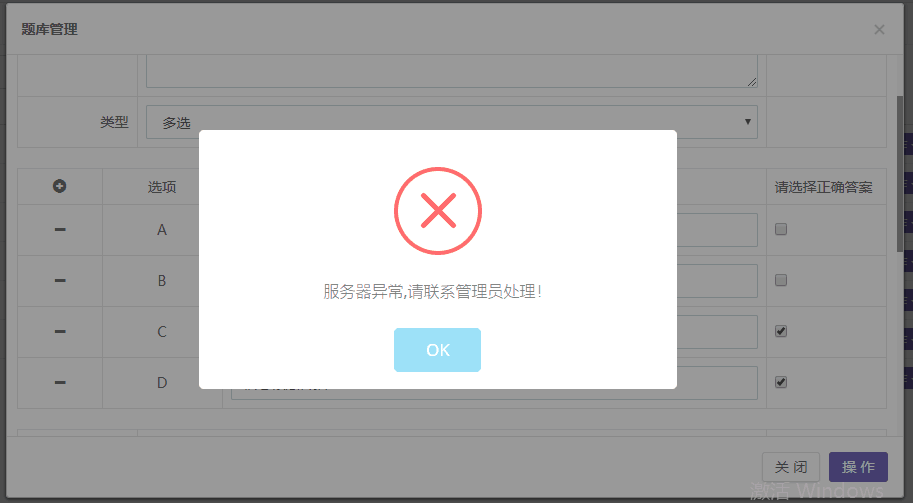 题库管理 ×
类型 多选
选项 请选择正确答案
A
B
C
D
服务器异常,请联系管理员处理!
OK
关 闭 操 作
激活 Windows